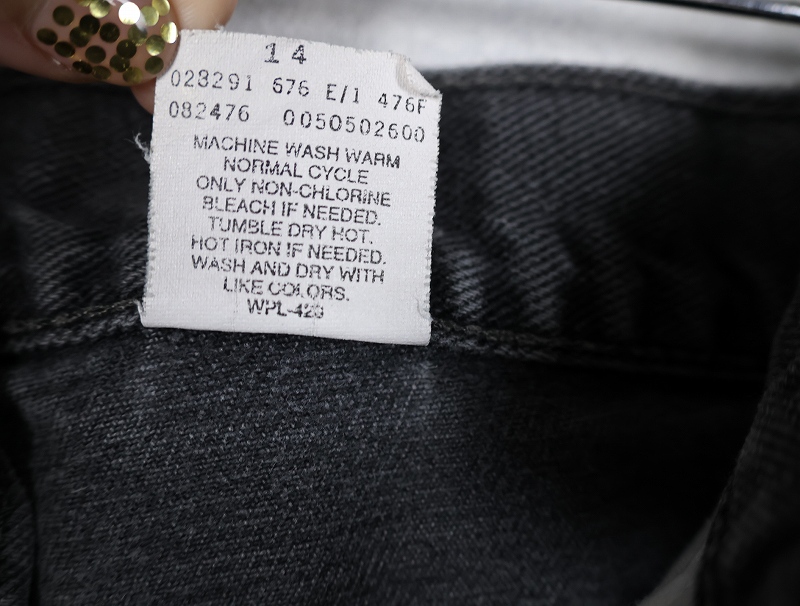 14
023291 676 E/1 476F
082476 0050502600
MACHINE WASH WARM
NORMAL CYCLE
ONLY NON-CHLORINE
BLEACH IF NEEDED.
TUMBLE DRY HOT.
HOT IRON IF NEEDED.
WASH AND DRY WITH
LIKE COLORS.
WPL-423